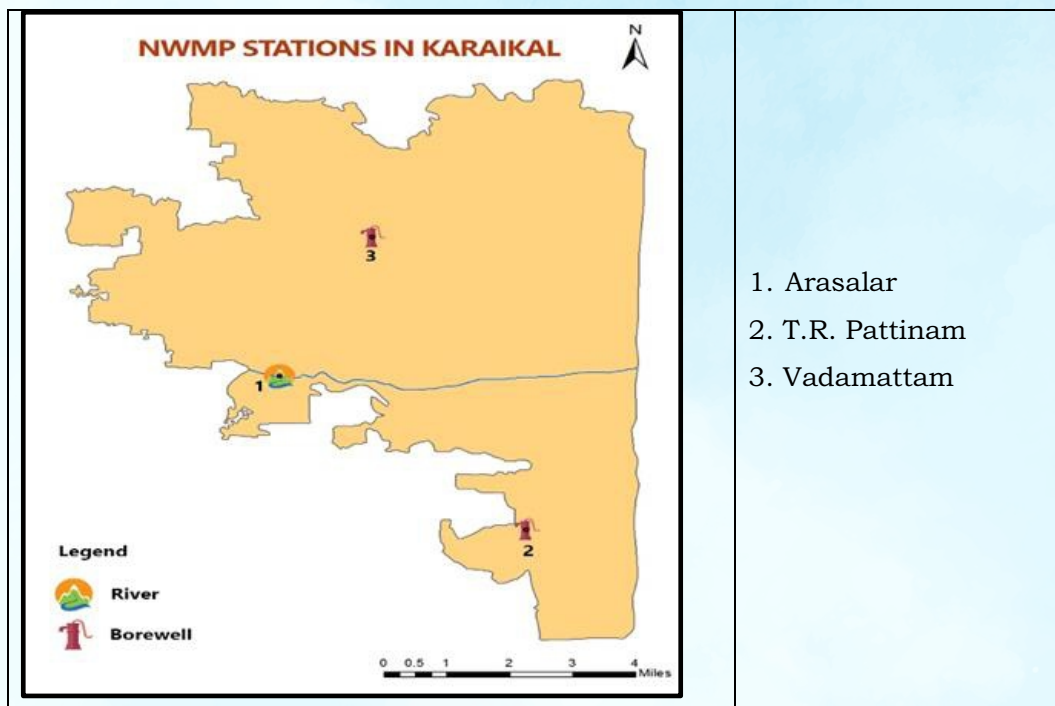 NWMP STATIONS IN KARAIKAL
N
3
1
2
Legend
River
Borewell
0 0.5 1 2 3 4
Miles
1. Arasalar
2. T.R. Pattinam
3. Vadamattam